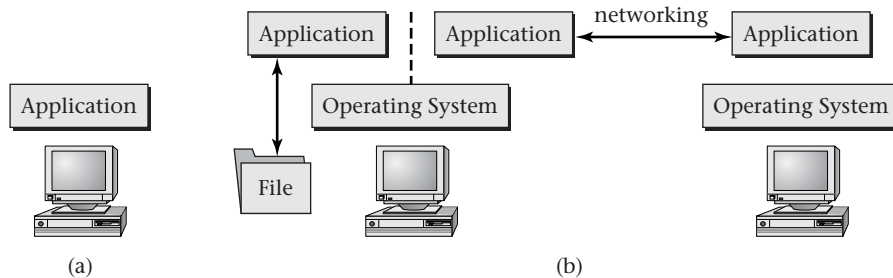 networking
Application
Application
Application
Application
Operating System
Operating System
File
(a)
(b)